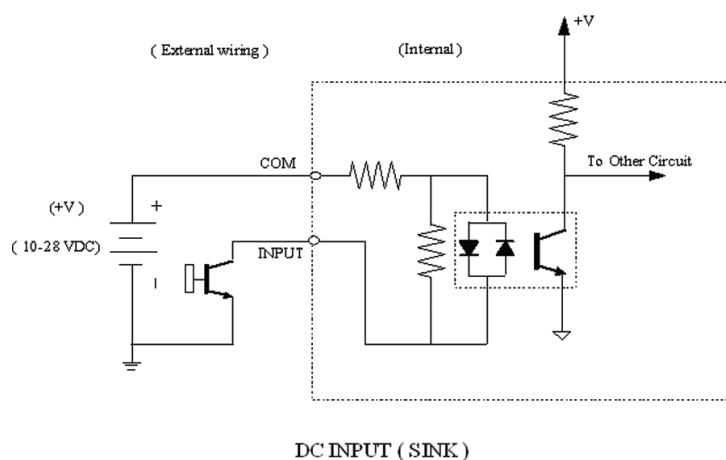 +V
( External wiring )
(Internal)
COM
To Other Circuit
(+V)
+
( 10-28 VDC)
INPUT
−
DC INPUT ( SINK )